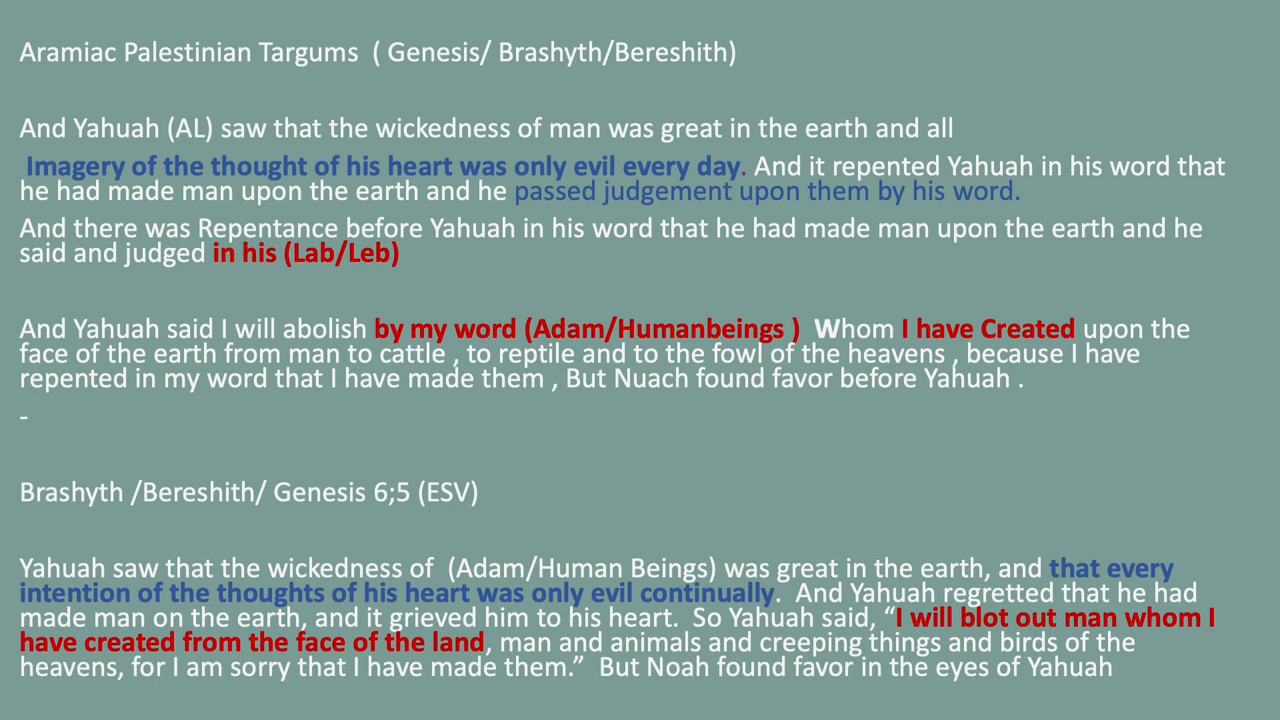 Aramiac Palestinian Targums  ( Genesis/ Brashyth/Bereshith)
And Yahuah (AL) saw that the wickedness of man was great in the earth and all
Imagery of the thought of his heart was only evil every day. And it repented Yahuah in his word that
he had made man upon the earth and he passed judgement upon them by his word.
And there was Repentance before Yahuah in his word that he had made man upon the earth and he
said and judged in his (Lab/Leb)
And Yahuah said I will abolish by my word (Adam/Humanbeings )  Whom I have Created upon the
face of the earth from man to cattle , to reptile and to the fowl of the heavens , because I have
repented in my word that I have made them , But Nuach found favor before Yahuah .
-
Brashyth /Bereshith/ Genesis 6;5 (ESV)
Yahuah saw that the wickedness of  (Adam/Human Beings) was great in the earth, and that every
intention of the thoughts of his heart was only evil continually.  And Yahuah regretted that he had
made man on the earth, and it grieved him to his heart.  So Yahuah said, “I will blot out man whom I
have created from the face of the land, man and animals and creeping things and birds of the
heavens, for I am sorry that I have made them.”  But Noah found favor in the eyes of Yahuah